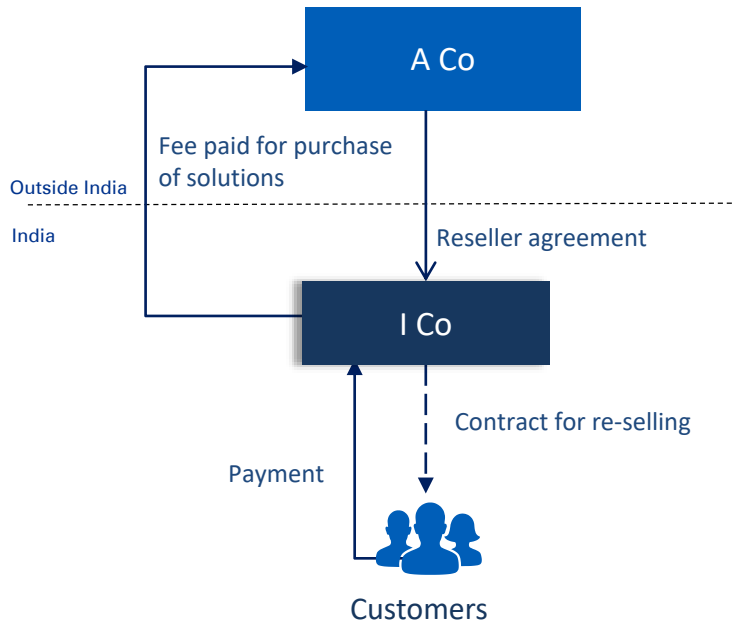 A Co
Fee paid for purchase
of solutions
Outside India
India
Reseller agreement
I Co
Contract for re-selling
Payment
Customers